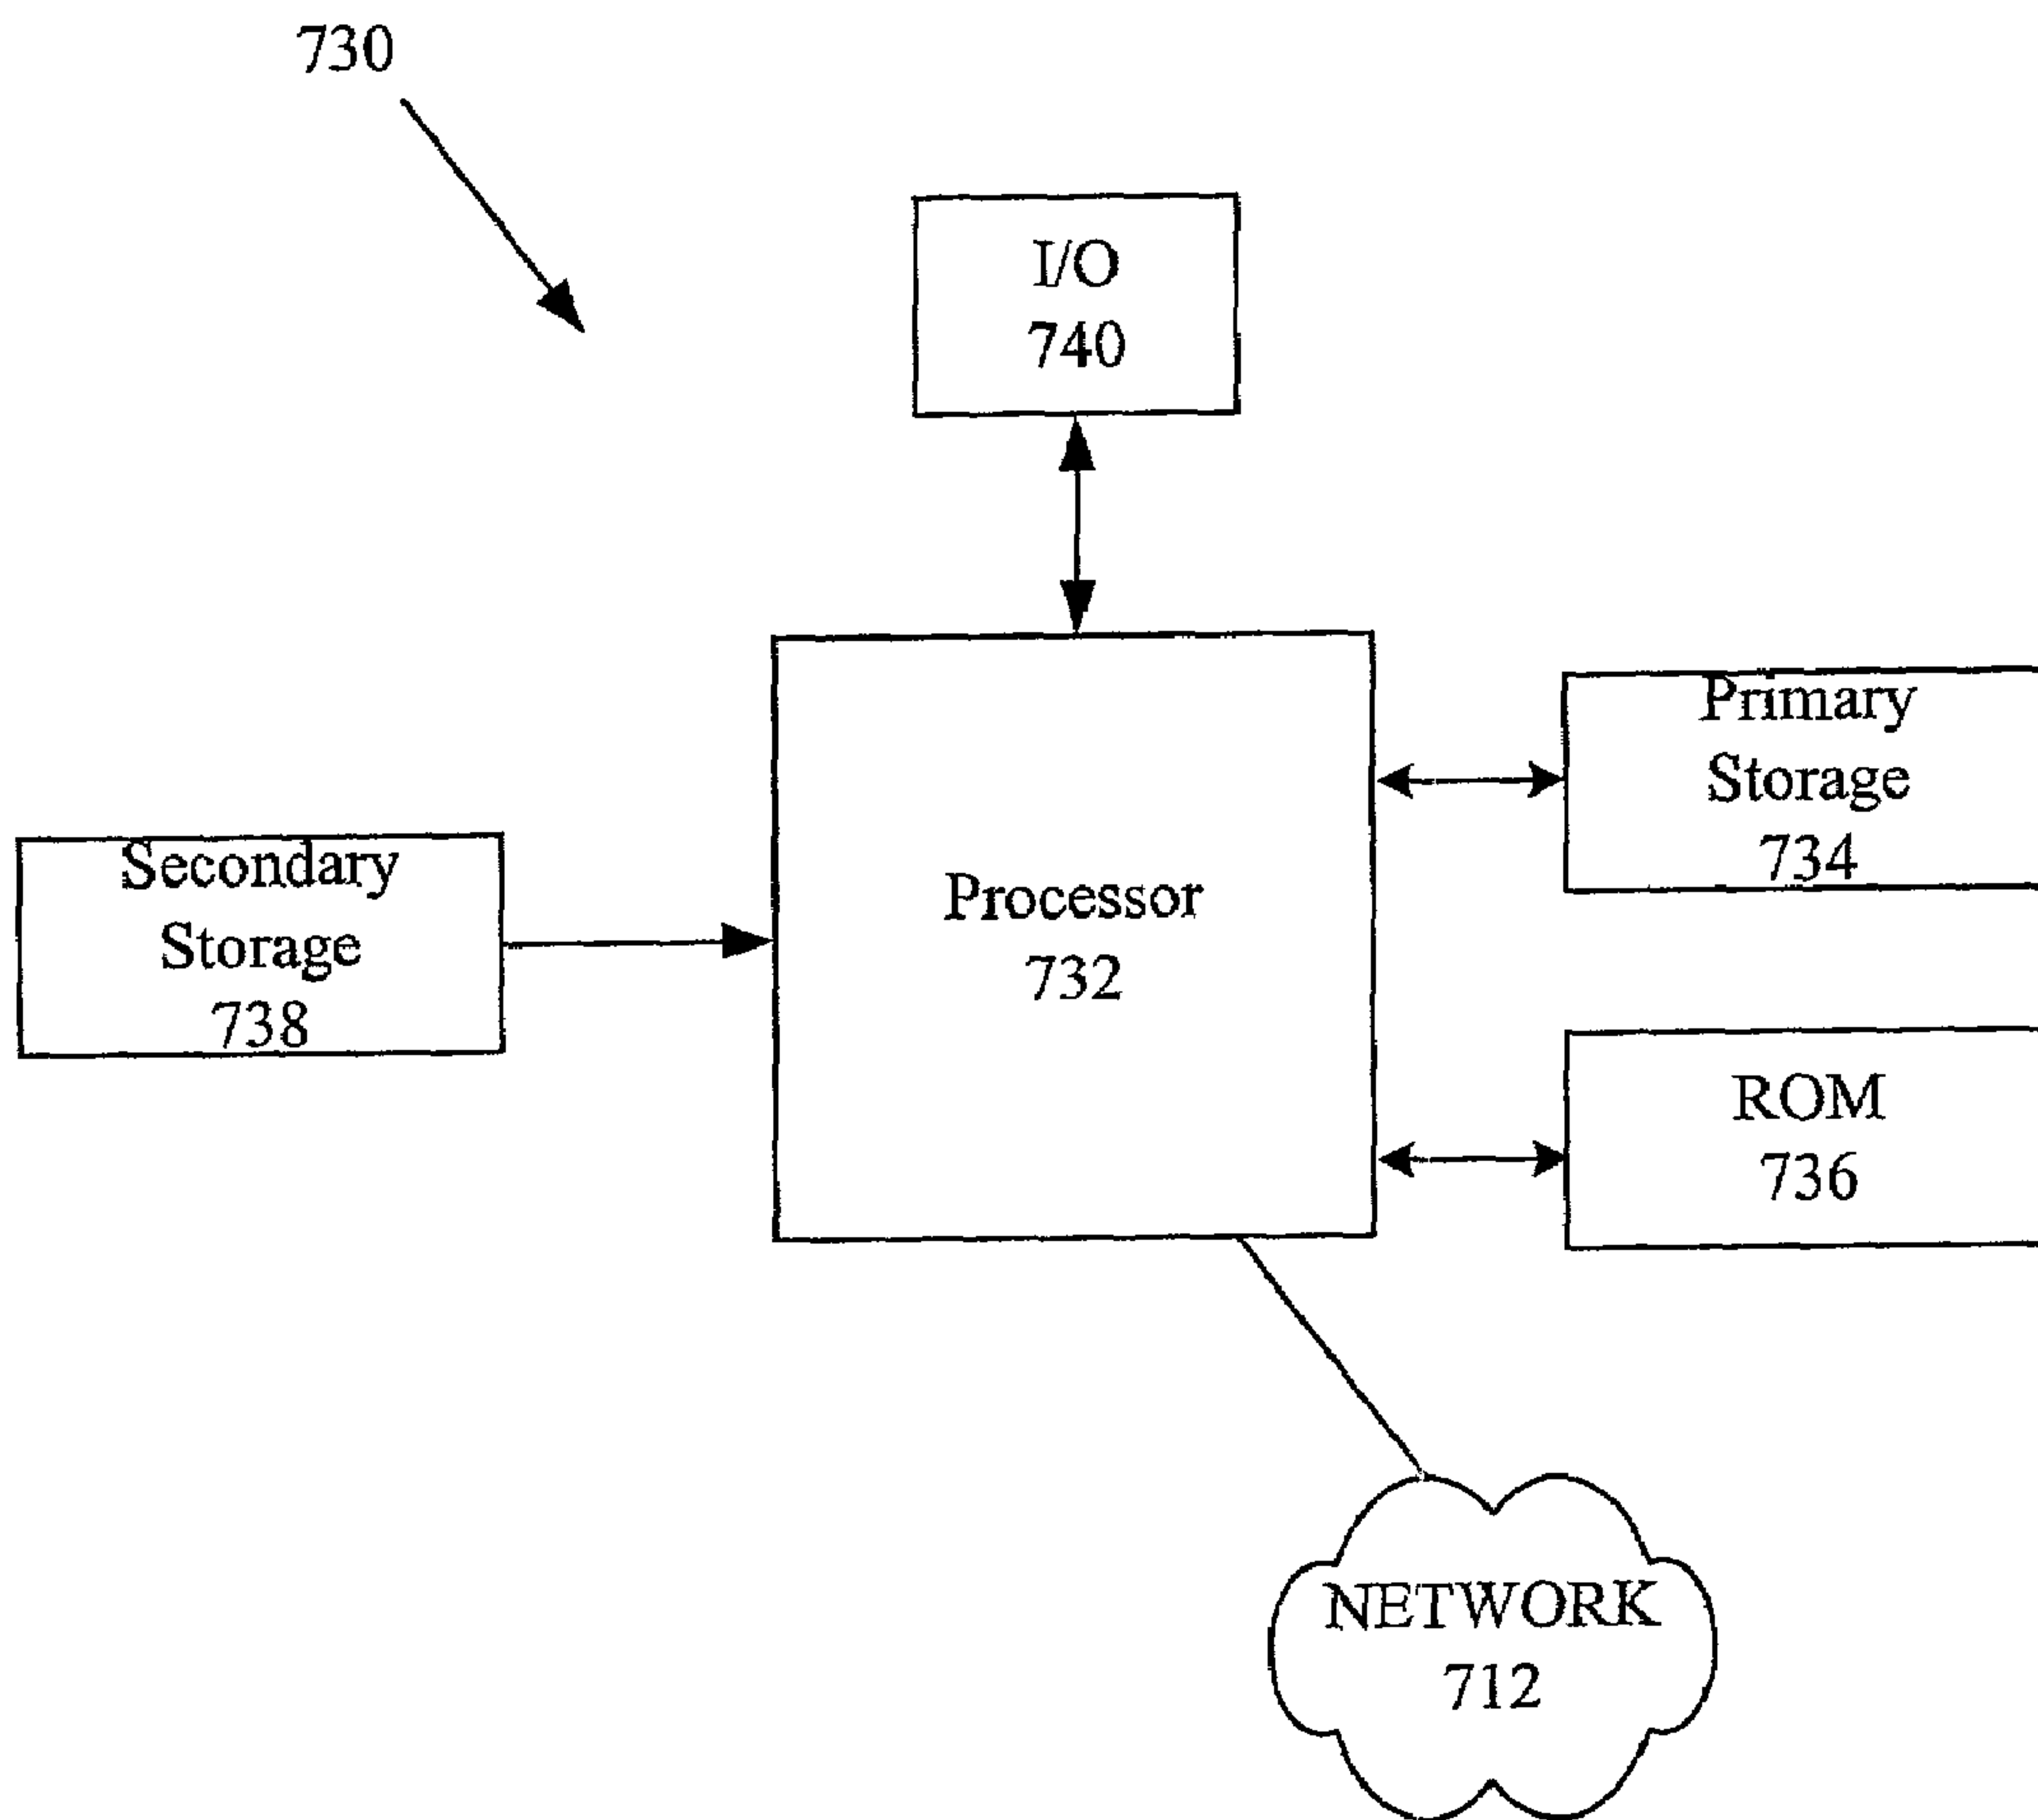 730
I/O
740
Primary
Storage
734
Secondary
Storage
738
Processor
732
ROM
736
NETWORK
712